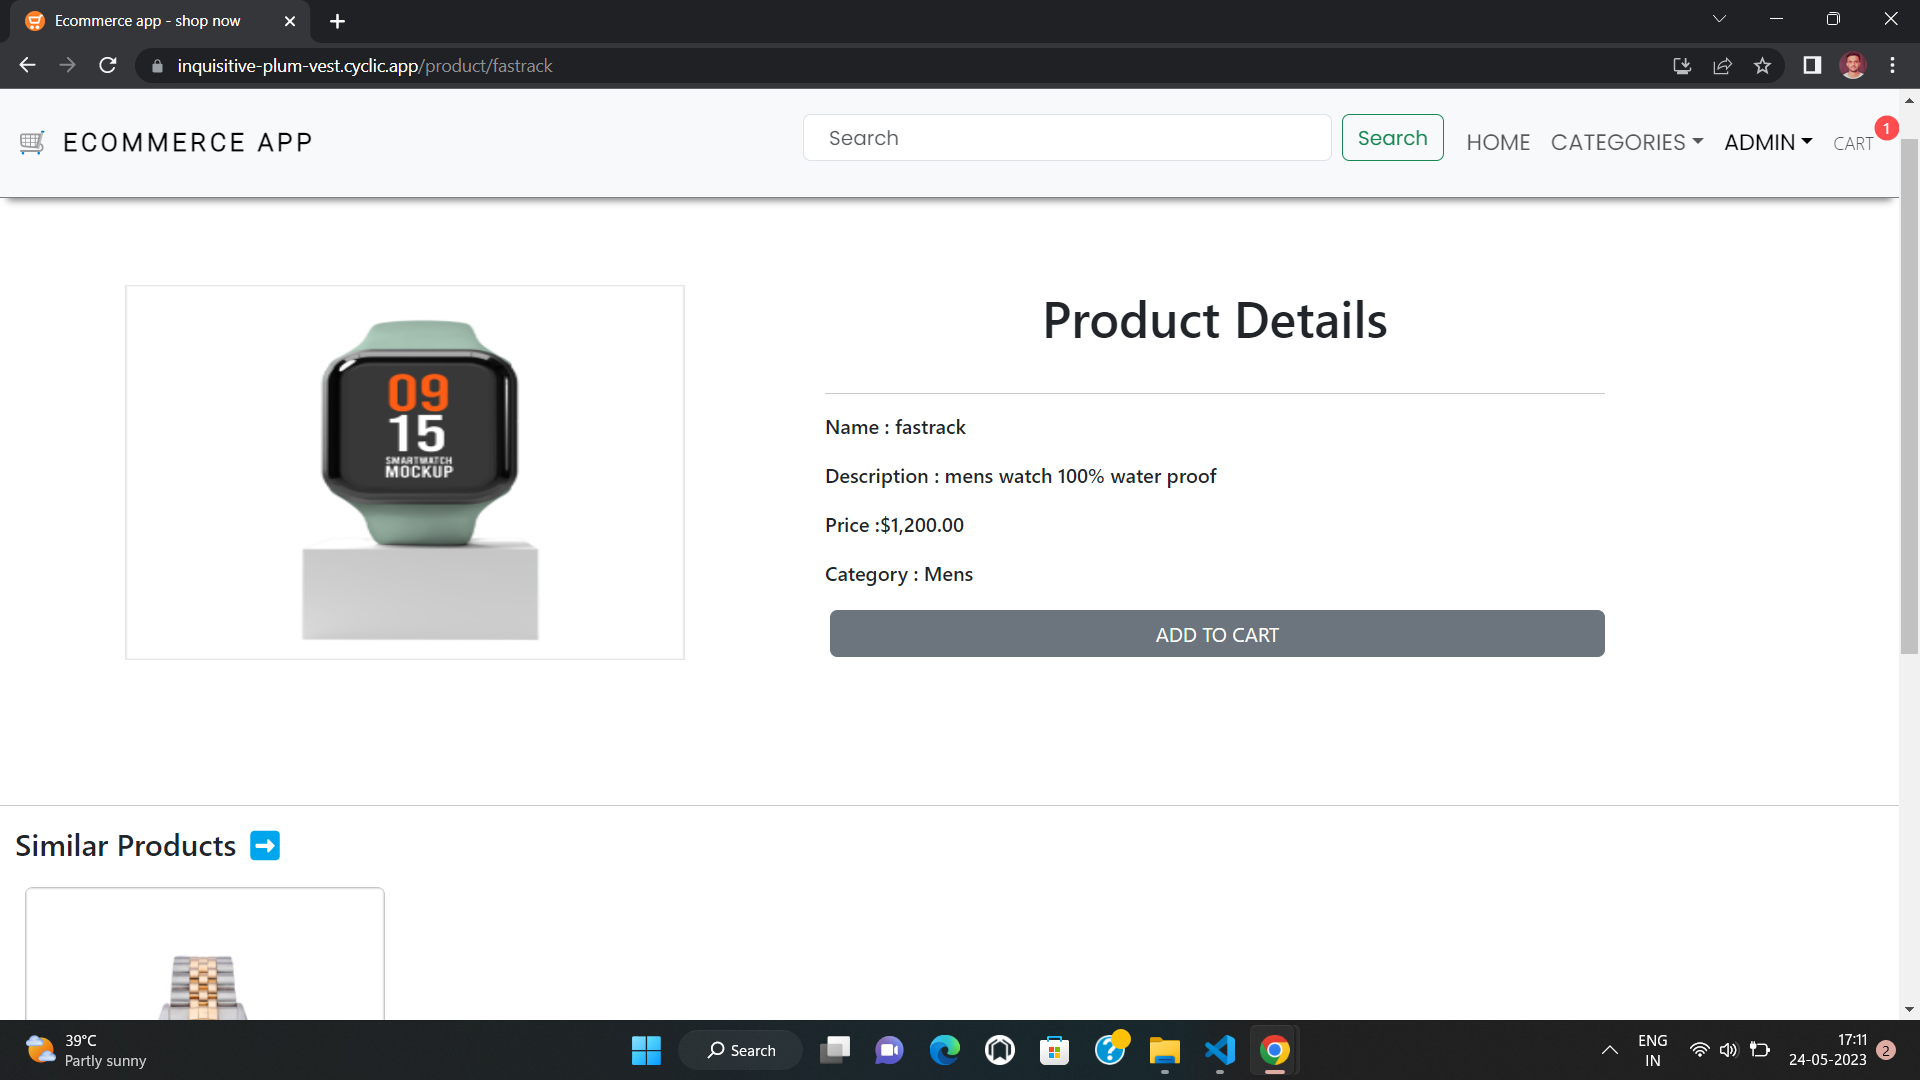 Ecommerce app - shop now
inquisitive-plum-vest.cyclic.app/product/fastrack
ECOMMERCE APP
Search
Search
HOME
CATEGORIES
ADMIN
CART
1
09
15
SMARTWATCH
MOCKUP
Product Details
Name : fastrack
Description : mens watch 100% water proof
Price :$1,200.00
Category : Mens
ADD TO CART
Similar Products
39°C
Partly sunny
Search
ENG
IN
17:11
24-05-2023
2